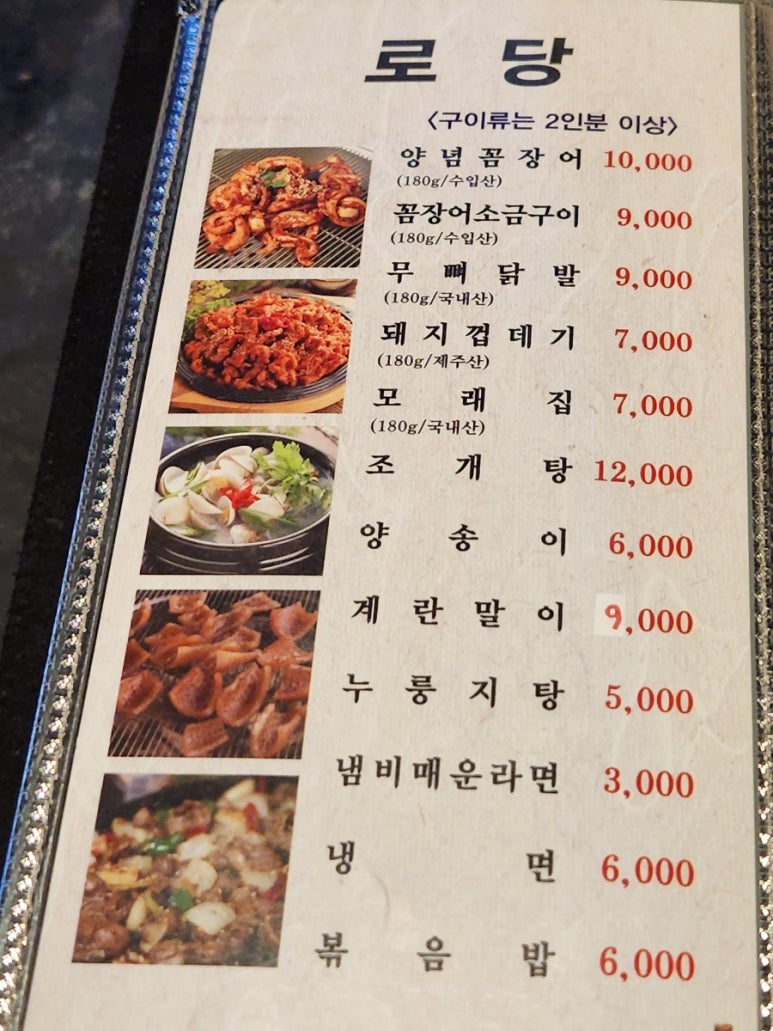 로당
<구이류는 2인분 이상>
양념꼼장어 10,000
(180g/수입산)
꼼장어소금구이 9,000
(180g/수입산)
무뼈닭발 9,000
(180g/국내산)
돼지껍데기 7,000
(180g/제주산)
모래집 7,000
(180g/국내산)
조개탕 12,000
양송이 6,000
계란말이 9,000
누룽지탕 5,000
냄비매운라면 3,000
냉면 6,000
볶음밥 6,000